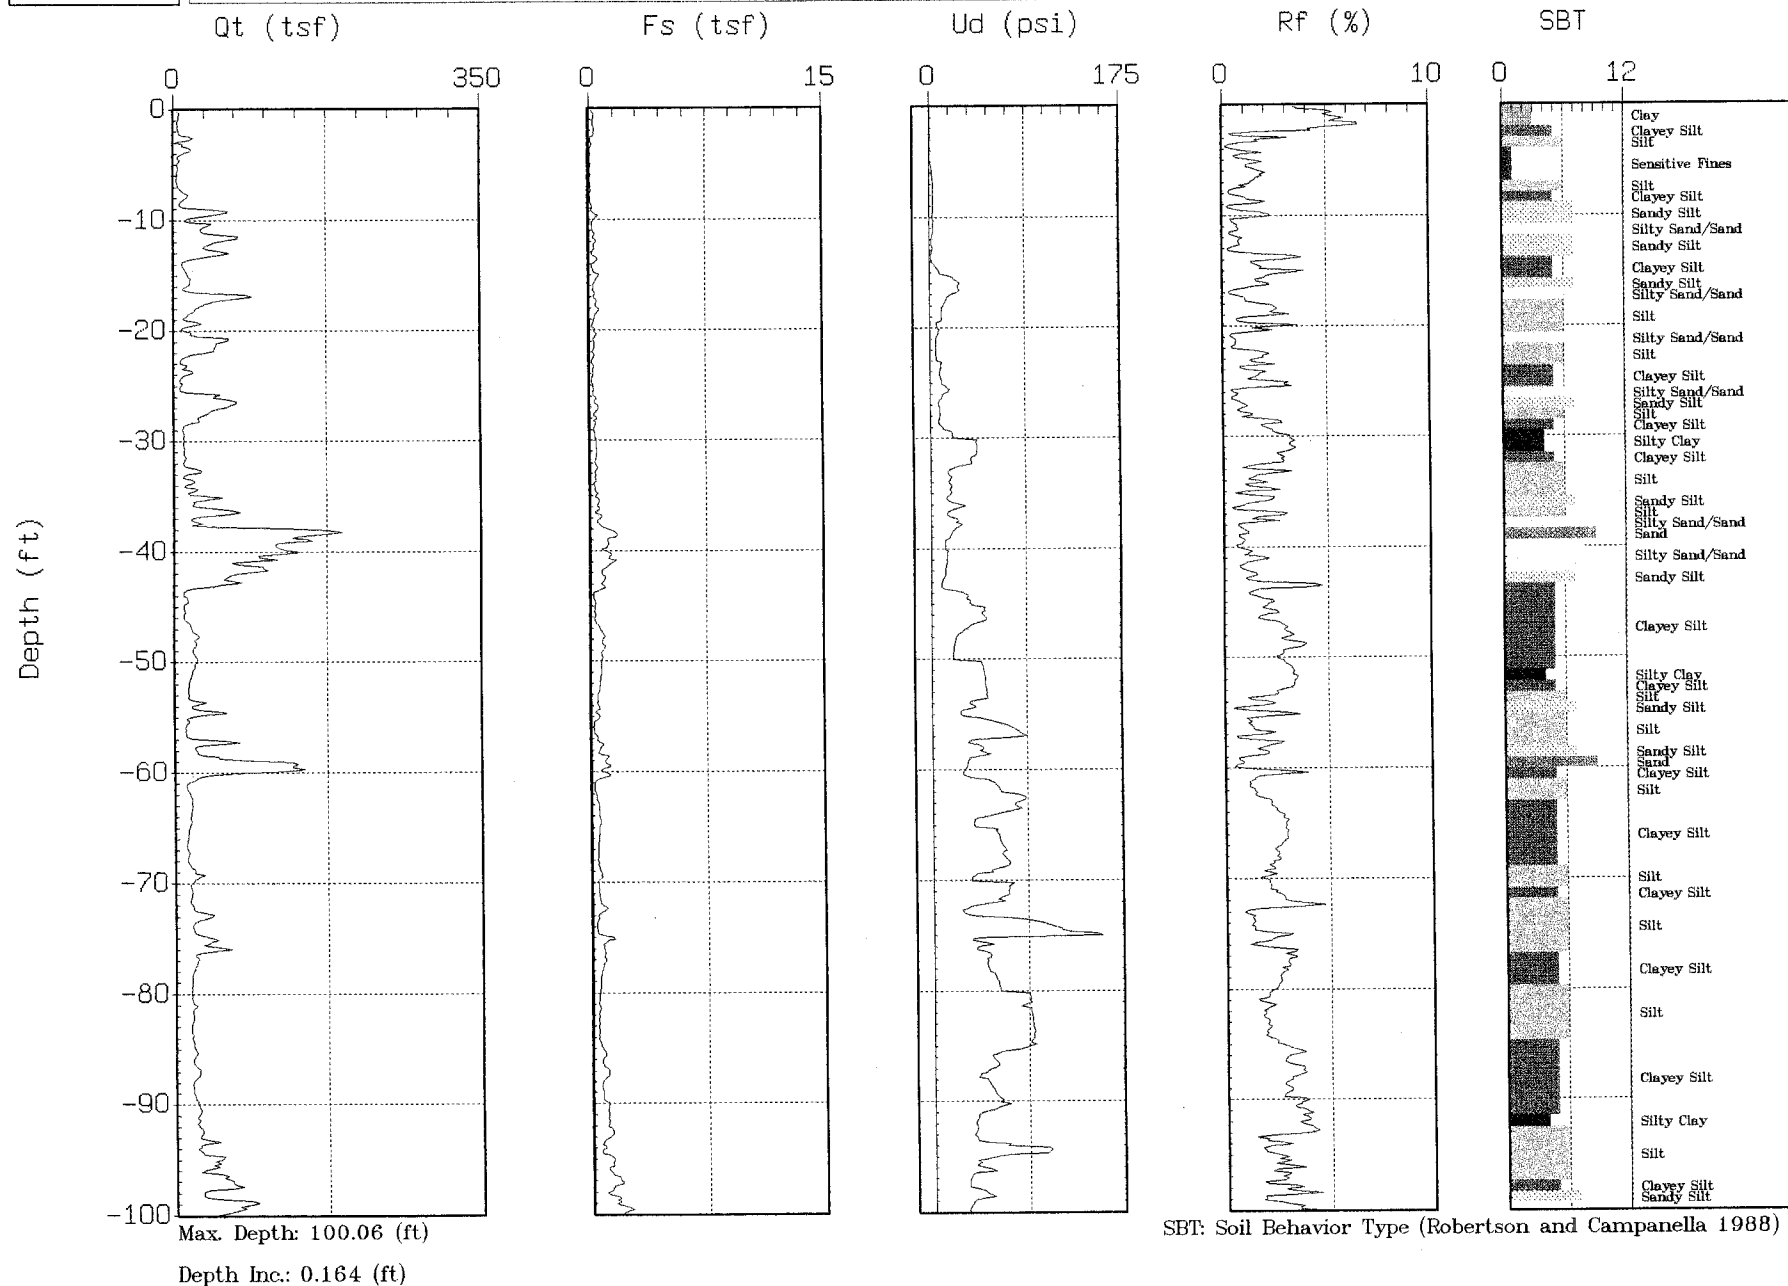 Qt (tsf) Fs (tsf) Ud (psi) Rf (%) SBT
0 350 0 15 0 175 0 10 0 12
Depth (ft)
0
-10
-20
-30
-40
-50
-60
-70
-80
-90
-100
Clay
Clayey Silt
Silt
Sensitive Fines
Silt
Clayey Silt
Sandy Silt
Silty Sand/Sand
Sandy Silt
Clayey Silt
Sandy Silt
Silty Sand/Sand
Silt
Silty Sand/Sand
Silt
Clayey Silt
Silty Sand/Sand
Sandy Silt
Silt
Clayey Silt
Silty Clay
Clayey Silt
Silt
Sandy Silt
Silt
Silty Sand/Sand
Sand
Silty Sand/Sand
Sandy Silt
Clayey Silt
Silty Clay
Clayey Silt
Silt
Sandy Silt
Silt
Sandy Silt
Sand
Clayey Silt
Silt
Clayey Silt
Silt
Clayey Silt
Silt
Clayey Silt
Silt
Clayey Silt
Silty Clay
Silt
Clayey Silt
Sandy Silt
Max. Depth: 100.06 (ft)
SBT: Soil Behavior Type (Robertson and Campanella 1988)
Depth Inc.: 0.164 (ft)